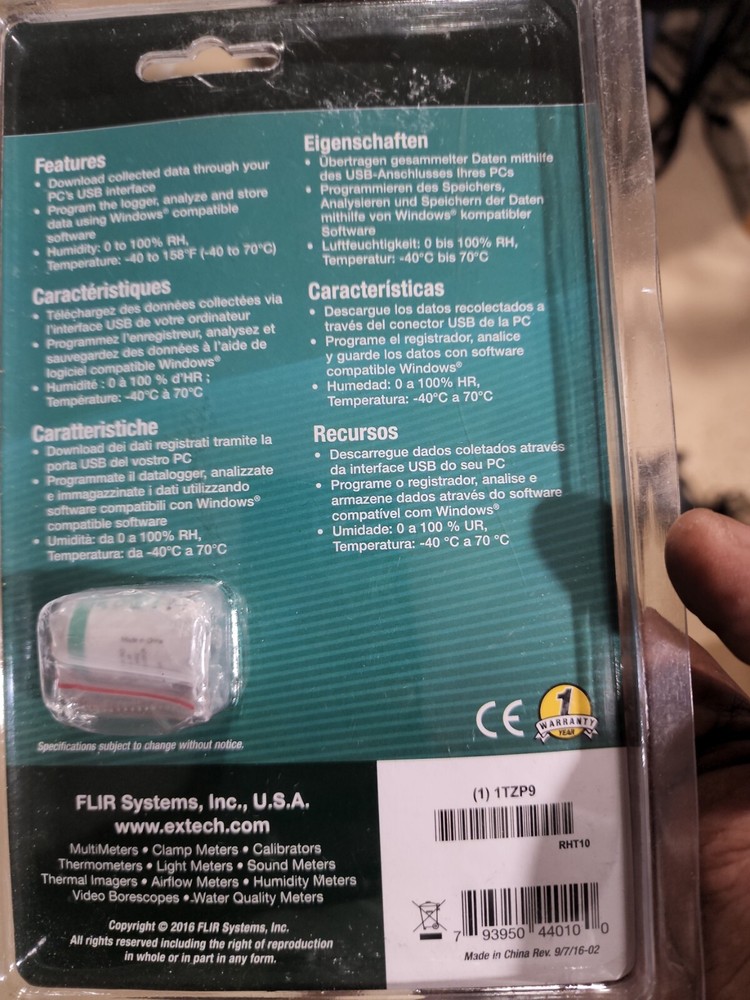 Features
• Download collected data through your
PC's USB interface
• Program the logger, analyze and store
data using Windows® compatible
software
• Humidity: 0 to 100% RH,
Temperature: -40 to 158°F (-40 to 70°C)
Caractéristiques
• Téléchargez des données collectées via
l'interface USB de votre ordinateur
• Programmez l'enregistreur, analysez et
sauvegardez des données à l'aide de
logiciel compatible Windows®
• Humidité : 0 à 100 % d'HR ;
Température: -40°C à 70°C
Caratteristiche
• Download dei dati registrati tramite la
porta USB del vostro PC
• Programmate il datalogger, analizzate
e immagazzinate i dati utilizzando
software compatibili con Windows®
compatible software
• Umidità: da 0 a 100% RH,
Temperatura: da -40°C a 70°C
Eigenschaften
• Übertragen gesammelter Daten mithilfe
des USB-Anschlusses Ihres PCs
• Programmieren des Speichers,
Analysieren und Speichern der Daten
mithilfe von Windows® kompatibler
Software
• Luftfeuchtigkeit: 0 bis 100% RH,
Temperatur: -40°C bis 70°C
Características
• Descargue los datos recolectados a
través del conector USB de la PC
• Programe el registrador, analice
y guarde los datos con software
compatible Windows®
• Humedad: 0 a 100% HR,
Temperatura: -40°C a 70°C
Recursos
• Descarregue dados coletados através
da interface USB do seu PC
• Programe o registrador, analise e
armazene dados através do software
compatível com Windows®
• Umidade: 0 a 100 % UR,
Temperatura: -40 °C a 70 °C
CE
1
WARRANTY
YEAR
Specifications subject to change without notice.
FLIR Systems, Inc., U.S.A.
www.extech.com
MultiMeters • Clamp Meters • Calibrators
Thermometers • Light Meters • Sound Meters
Thermal Imagers • Airflow Meters • Humidity Meters
Video Borescopes • Water Quality Meters
Copyright © 2016 FLIR Systems, Inc.
All rights reserved including the right of reproduction
in whole or in part in any form.
(1) 1TZP9
RHT10
7 93950 44010 0
Made in China Rev. 9/7/16-02